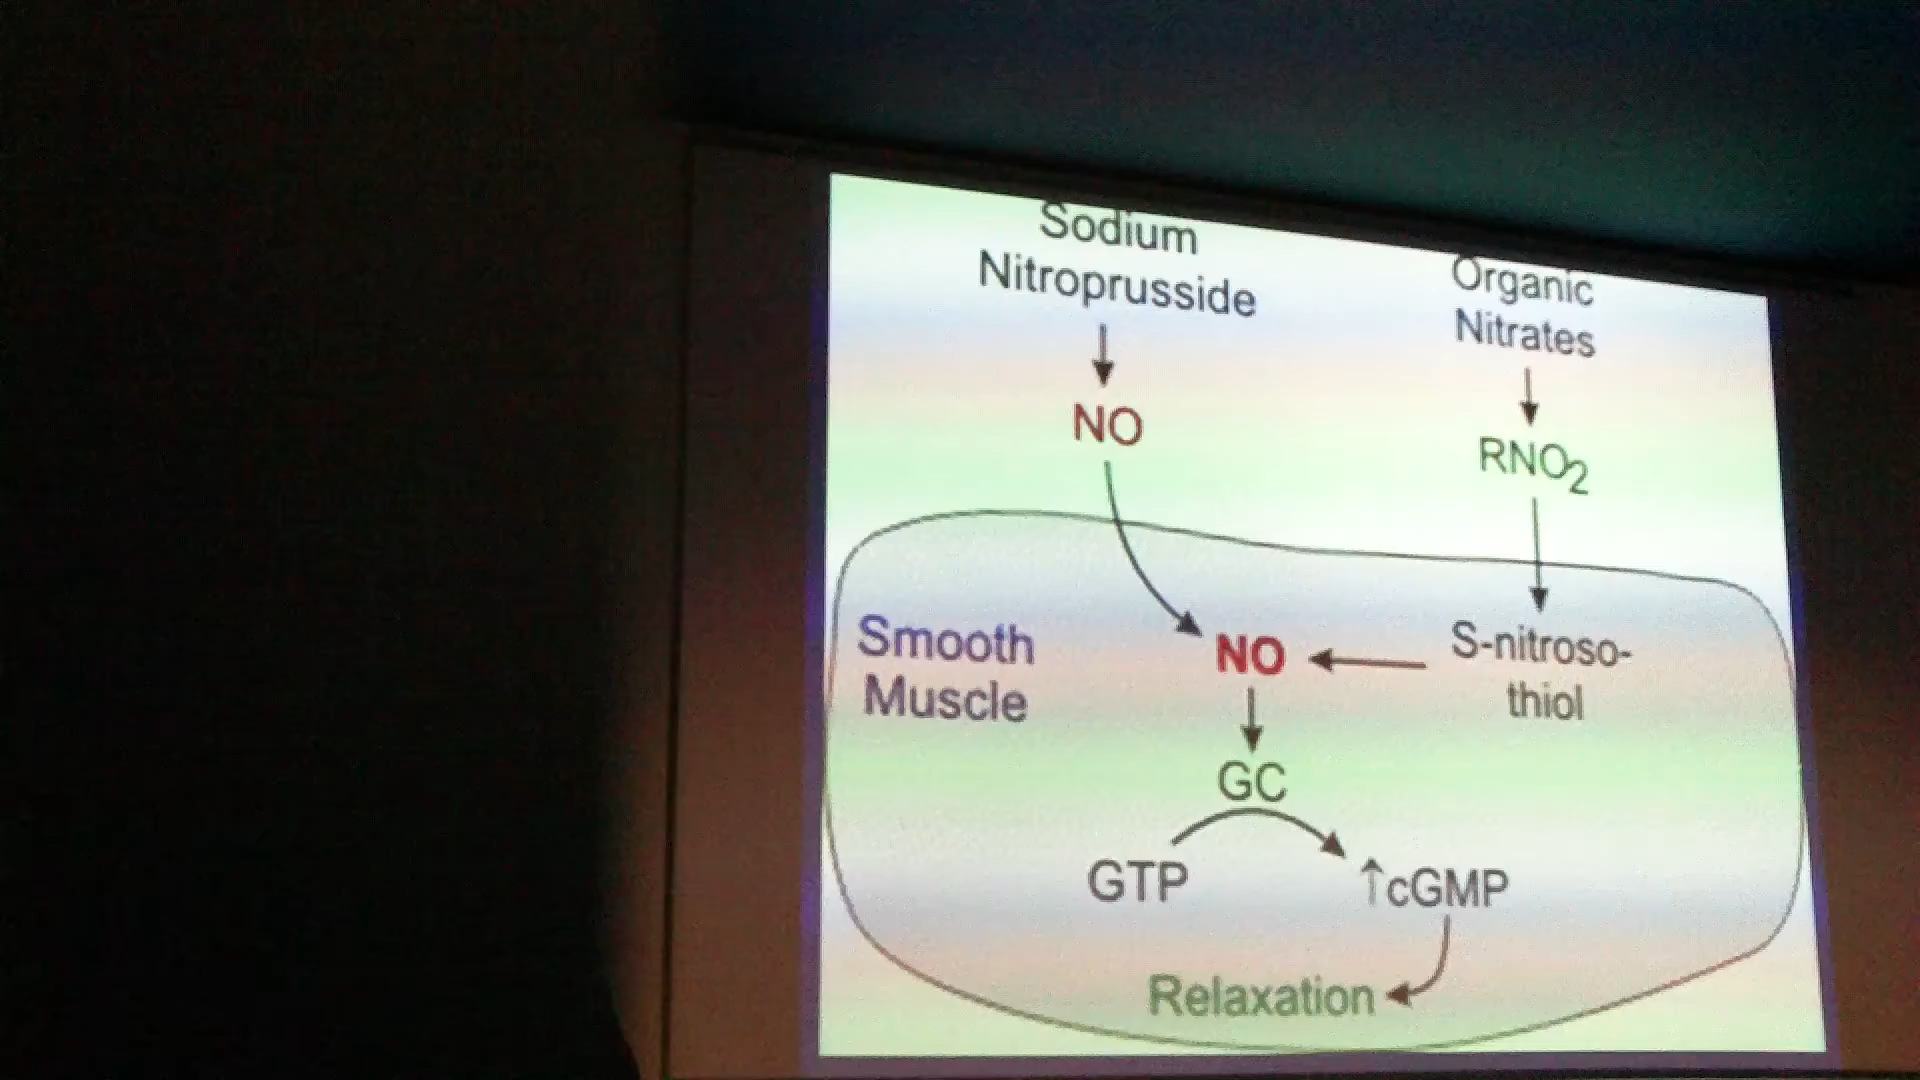 Sodium
Nitroprusside
Organic
Nitrates
NO
RNO2
Smooth
Muscle
NO
S-nitroso-
thiol
GC
GTP
↑cGMP
Relaxation